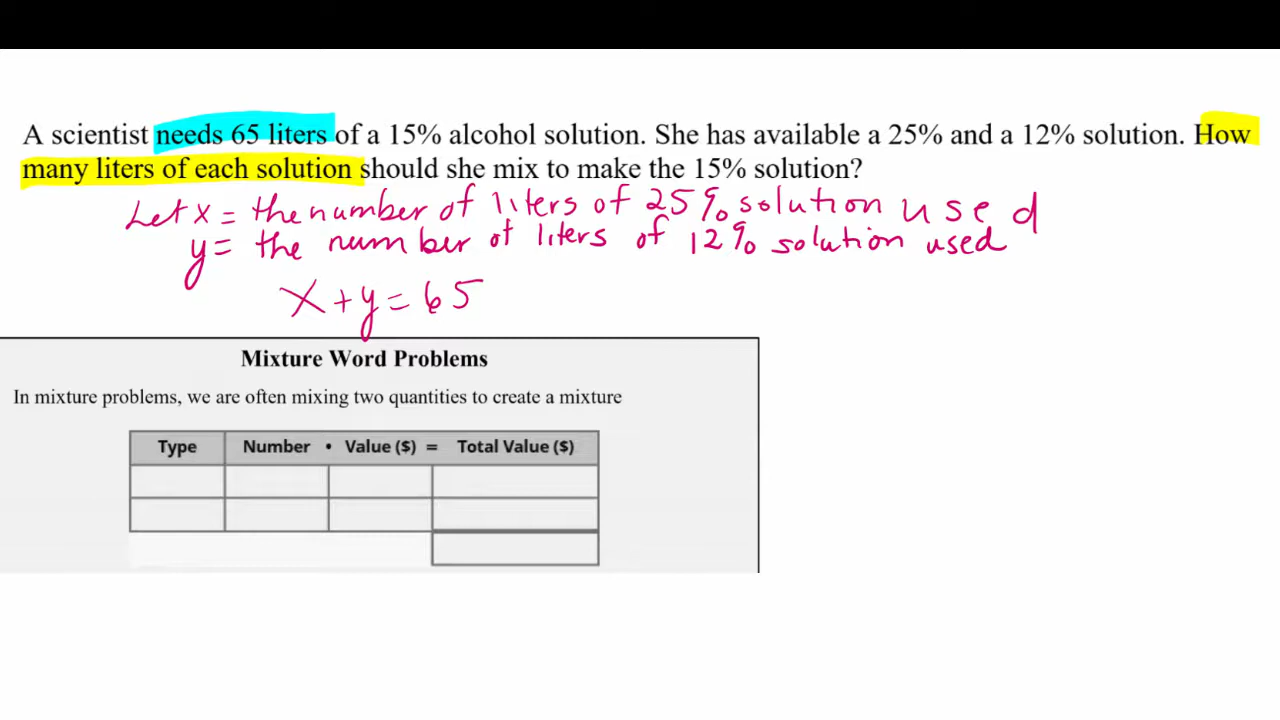 A scientist needs 65 liters of a 15% alcohol solution. She has available a 25% and a 12% solution. How
many liters of each solution should she mix to make the 15% solution?
Let x = the number of liters of 25% solution used
y = the number of liters of 12% solution used
x + y = 65
Mixture Word Problems
In mixture problems, we are often mixing two quantities to create a mixture
Type Number • Value ($) = Total Value ($)